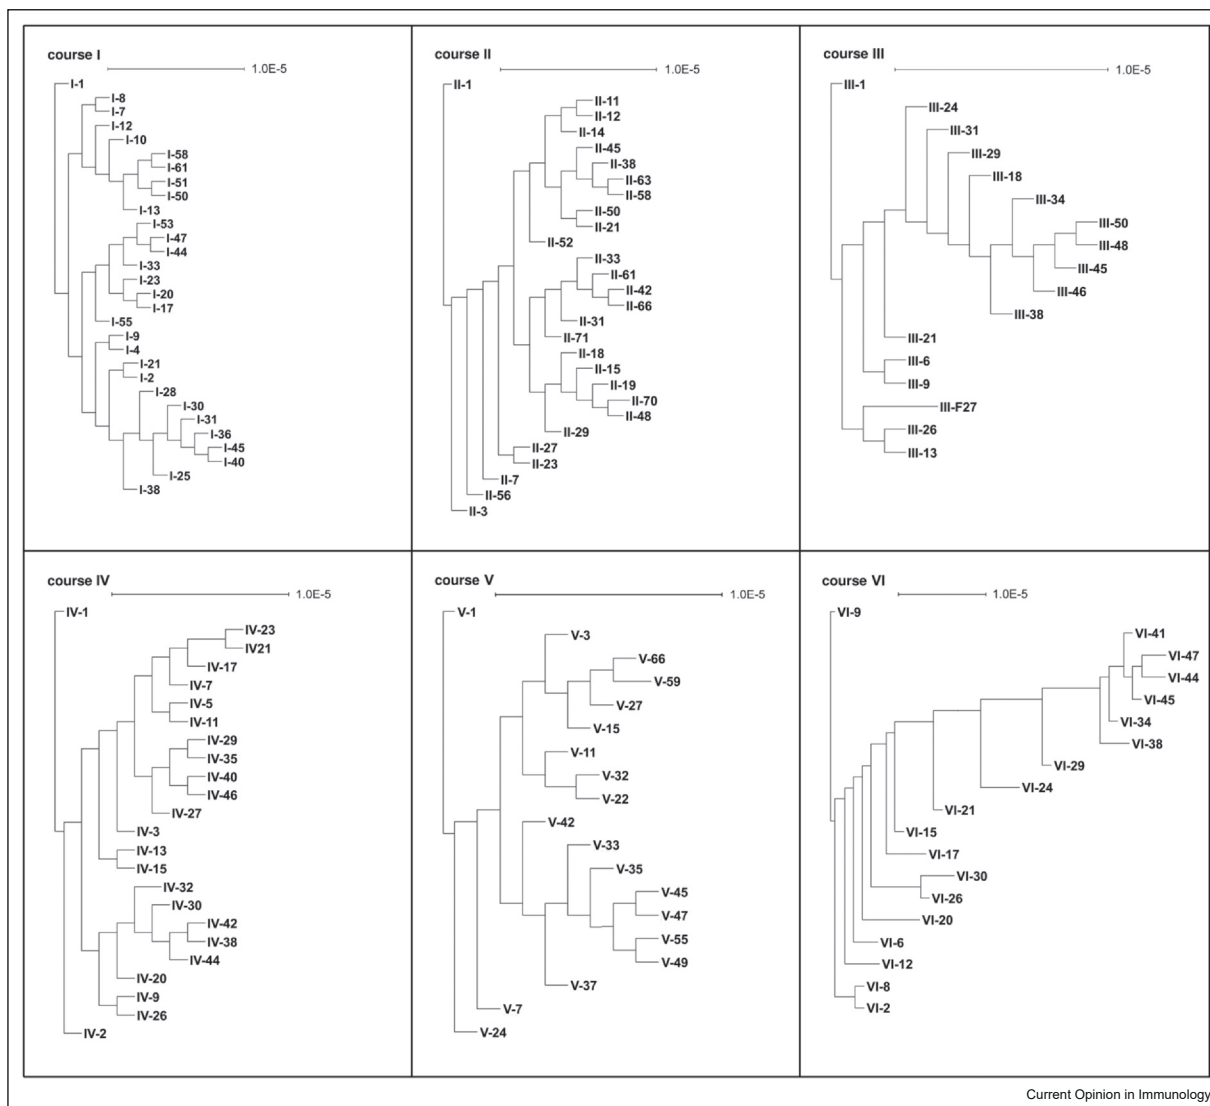 course I
1.0E-5
I-1
I-8
I-7
I-12
I-10
I-58
I-61
I-51
I-50
I-13
I-53
I-47
I-44
I-33
I-23
I-20
I-17
I-55
I-9
I-4
I-21
I-2
I-28
I-30
I-31
I-36
I-45
I-40
I-25
I-38
course II
1.0E-5
II-1
II-11
II-12
II-14
II-45
II-38
II-63
II-58
II-50
II-21
II-52
II-33
II-61
II-42
II-66
II-31
II-71
II-18
II-15
II-19
II-70
II-48
II-29
II-27
II-23
II-7
II-56
II-3
course III
1.0E-5
III-1
III-24
III-31
III-29
III-18
III-34
III-50
III-48
III-45
III-46
III-38
III-21
III-6
III-9
III-F27
III-26
III-13
course IV
1.0E-5
IV-1
IV-23
IV21
IV-17
IV-7
IV-5
IV-11
IV-29
IV-35
IV-40
IV-46
IV-27
IV-3
IV-13
IV-15
IV-32
IV-30
IV-42
IV-38
IV-44
IV-20
IV-9
IV-26
IV-2
course V
1.0E-5
V-1
V-3
V-66
V-59
V-27
V-15
V-11
V-32
V-22
V-42
V-33
V-35
V-45
V-47
V-55
V-49
V-37
V-7
V-24
course VI
1.0E-5
VI-9
VI-41
VI-47
VI-44
VI-45
VI-34
VI-38
VI-29
VI-24
VI-21
VI-15
VI-17
VI-30
VI-26
VI-20
VI-6
VI-12
VI-8
VI-2
Current Opinion in Immunology